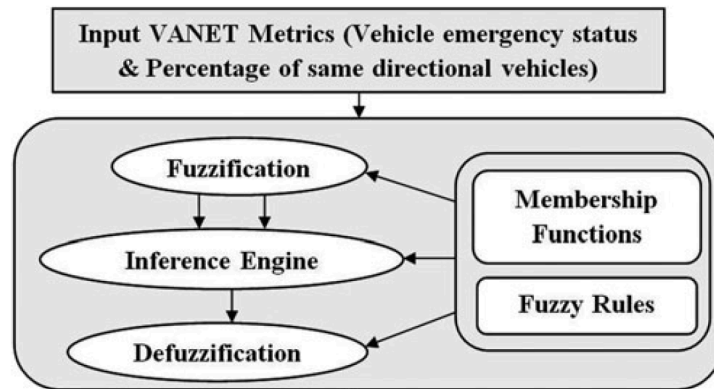 Input VANET Metrics (Vehicle emergency status
& Percentage of same directional vehicles)
Fuzzification
Membership
Functions
Inference Engine
Fuzzy Rules
Defuzzification